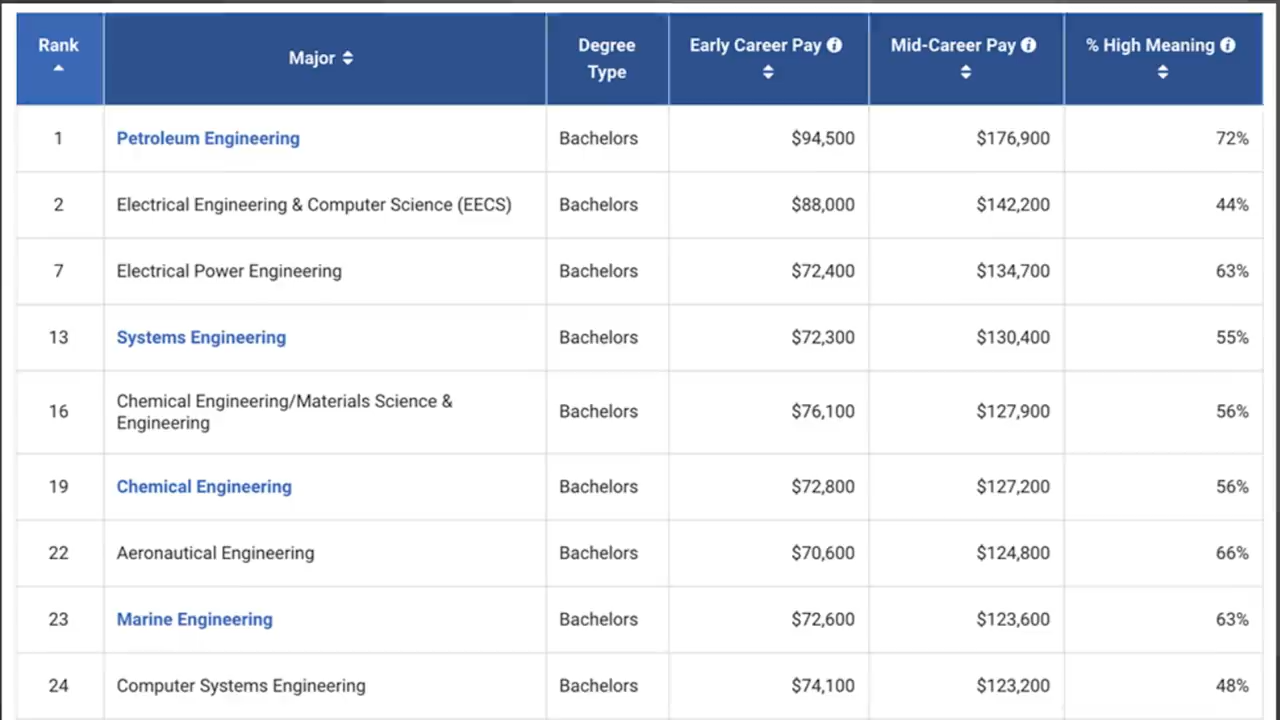 Rank Major Degree Type Early Career Pay Mid-Career Pay % High Meaning
1 Petroleum Engineering Bachelors $94,500 $176,900 72%
2 Electrical Engineering & Computer Science (EECS) Bachelors $88,000 $142,200 44%
7 Electrical Power Engineering Bachelors $72,400 $134,700 63%
13 Systems Engineering Bachelors $72,300 $130,400 55%
16 Chemical Engineering/Materials Science & Engineering Bachelors $76,100 $127,900 56%
19 Chemical Engineering Bachelors $72,800 $127,200 56%
22 Aeronautical Engineering Bachelors $70,600 $124,800 66%
23 Marine Engineering Bachelors $72,600 $123,600 63%
24 Computer Systems Engineering Bachelors $74,100 $123,200 48%